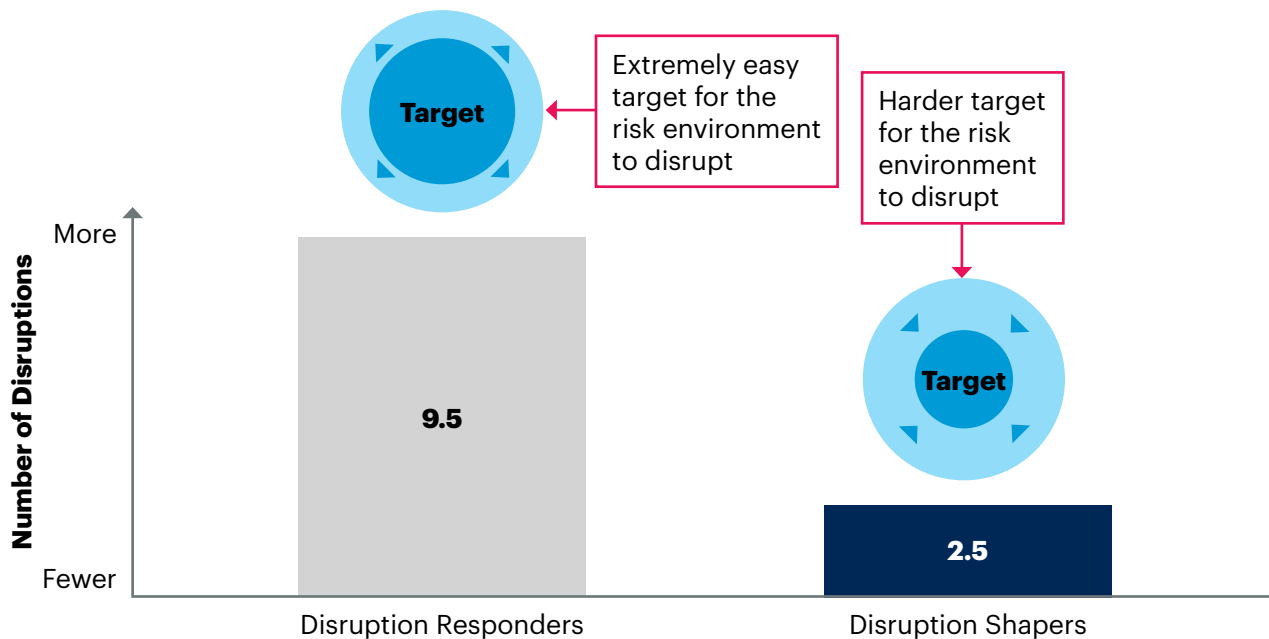 Target
Extremely easy
target for the
risk environment
to disrupt
Harder target
for the risk
environment
to disrupt
More
Number of Disruptions
Fewer
9.5
Target
2.5
Disruption Responders
Disruption Shapers